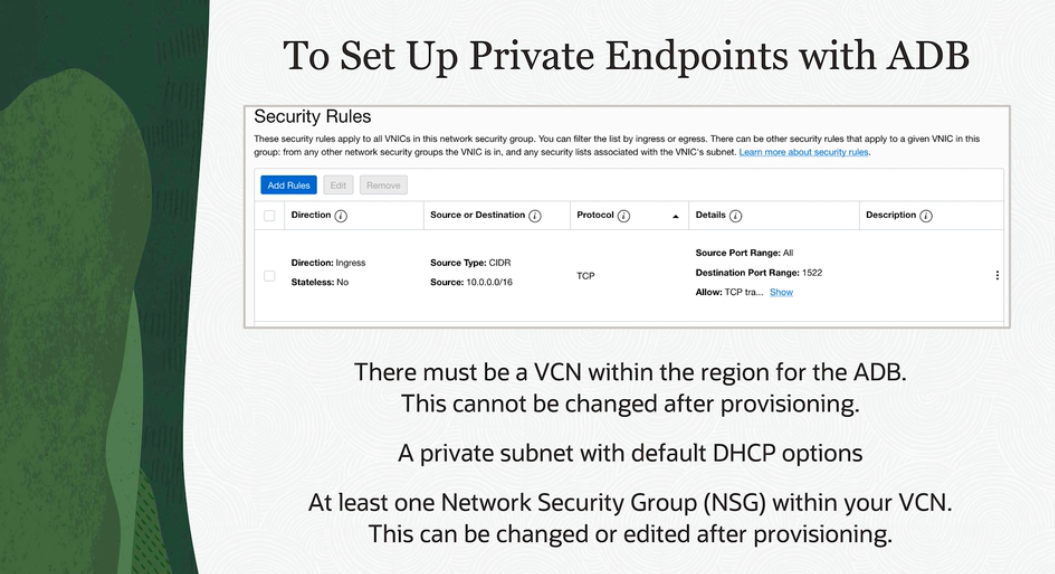 To Set Up Private Endpoints with ADB
Security Rules
These security rules apply to all VNICs in this network security group. You can filter the list by ingress or egress. There can be other security rules that apply to a given VNIC in this
group: from any other network security groups the VNIC is in, and any security lists associated with the VNIC's subnet. Learn more about security rules.
Add Rules Edit Remove
Direction Source or Destination Protocol Details Description
Source Port Range: All
Direction: Ingress Source Type: CIDR
Destination Port Range: 1522
TCP
Stateless: No Source: 10.0.0.0/16
Allow: TCP tra... Show
There must be a VCN within the region for the ADB.
This cannot be changed after provisioning.
A private subnet with default DHCP options
At least one Network Security Group (NSG) within your VCN.
This can be changed or edited after provisioning.